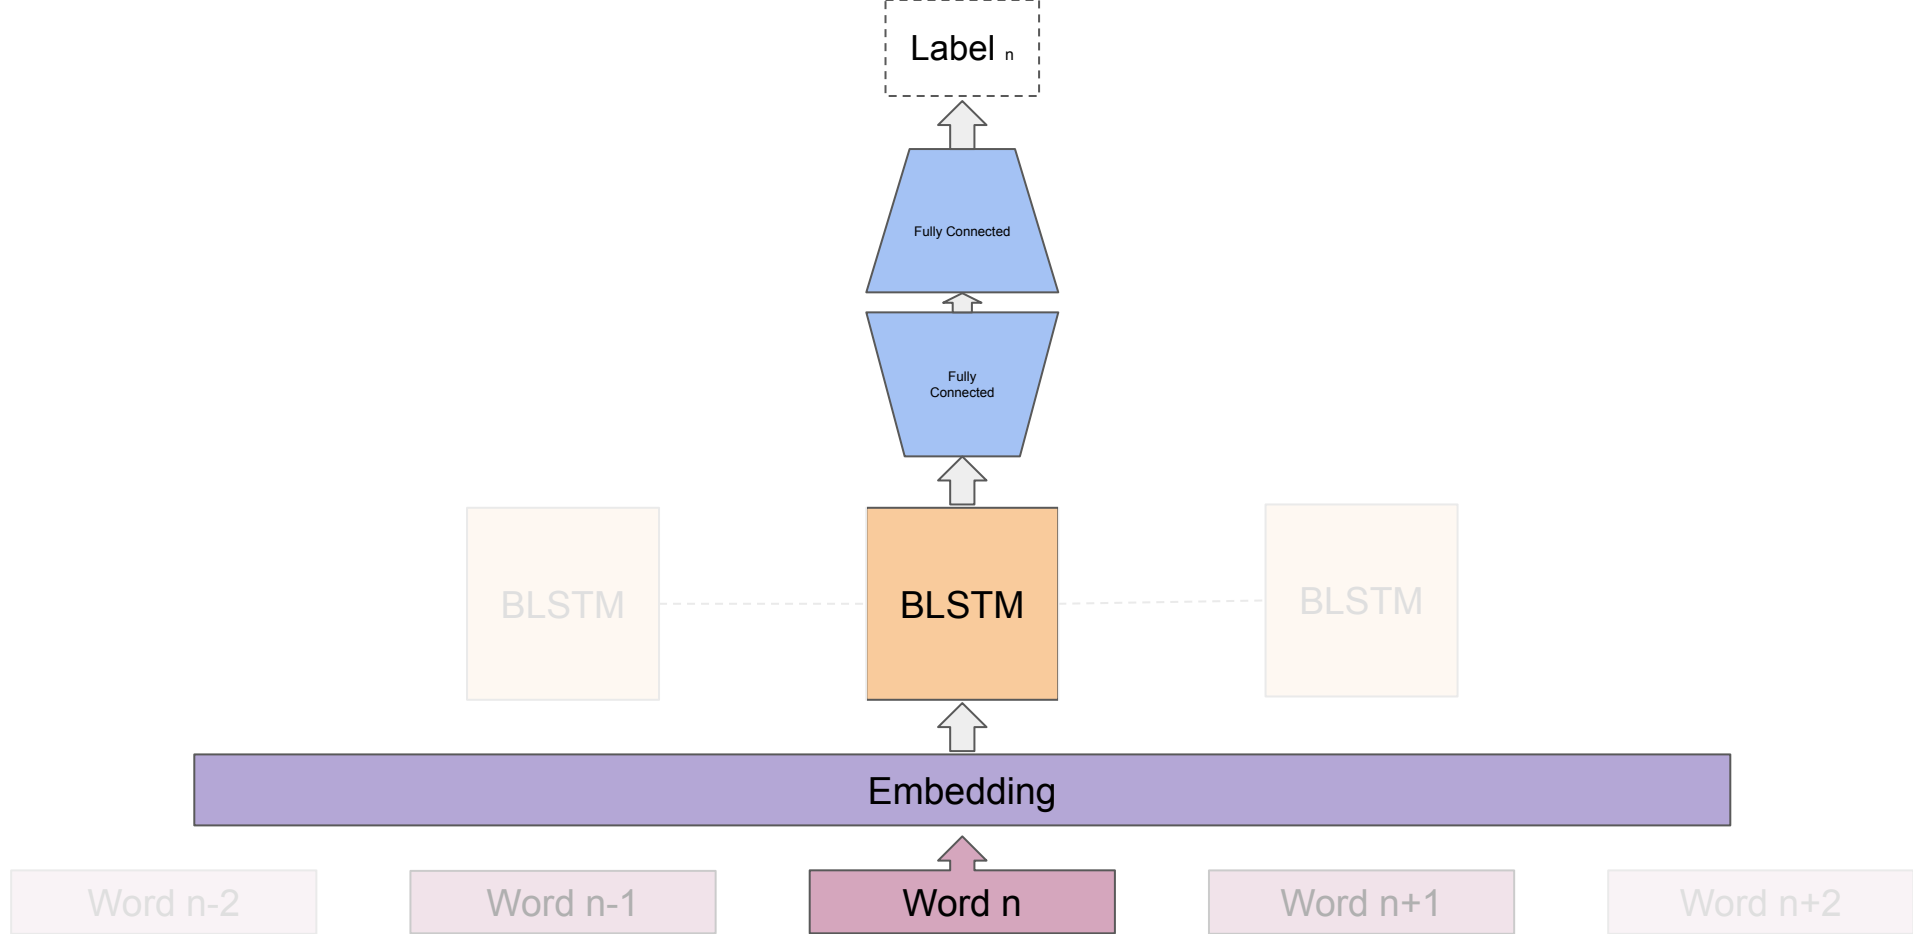 Label n
Fully Connected
Fully
Connected
BLSTM
BLSTM
BLSTM
Embedding
Word n-2
Word n-1
Word n
Word n+1
Word n+2